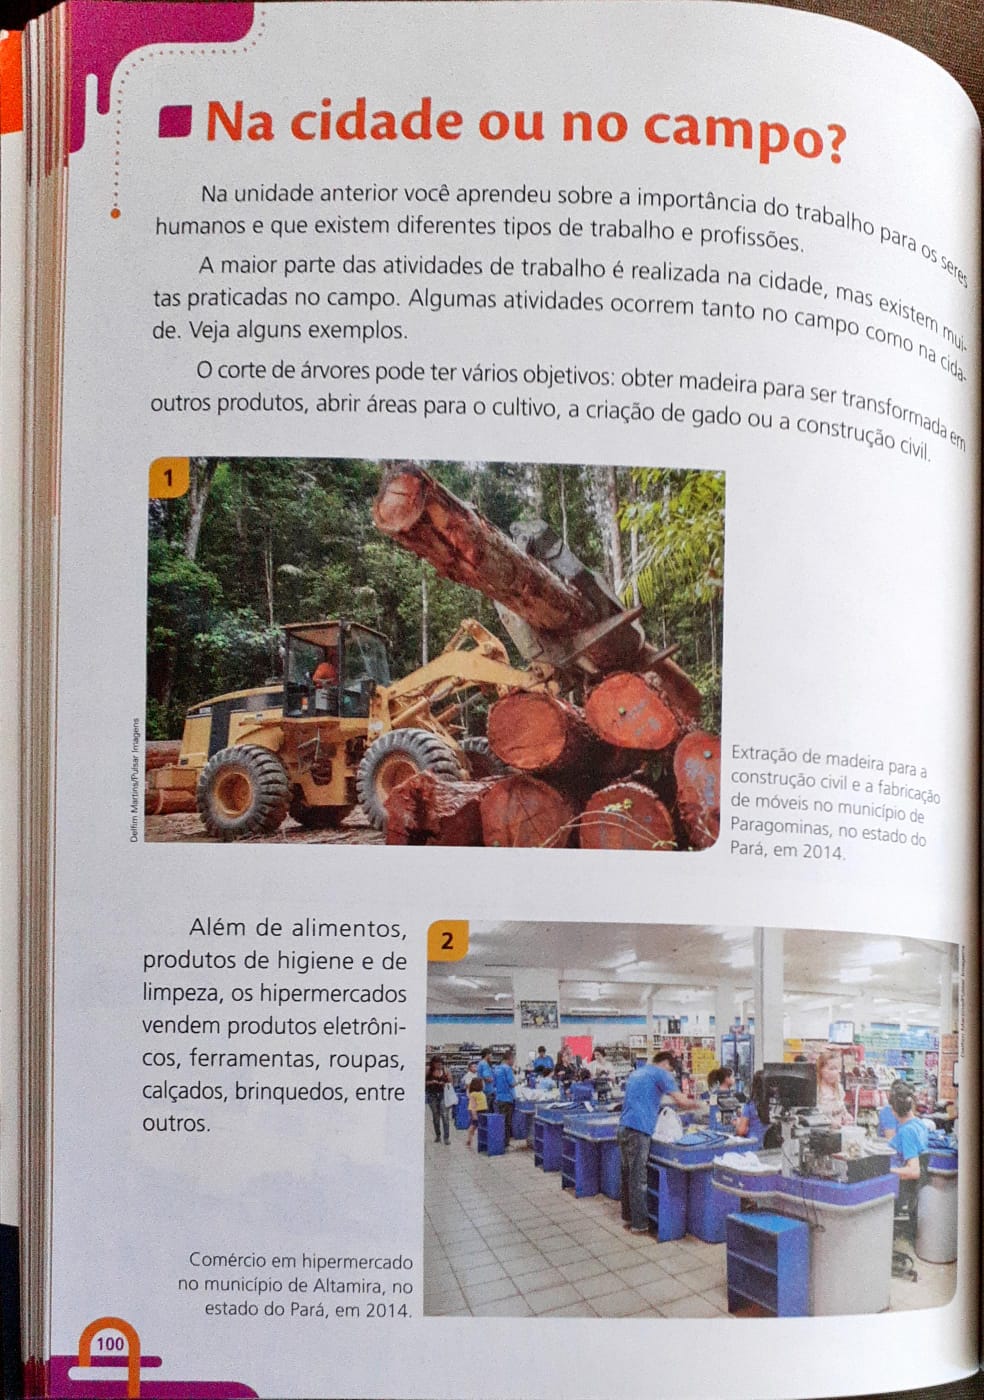 Na cidade ou no campo?
Na unidade anterior você aprendeu sobre a importância do trabalho para os seres
humanos e que existem diferentes tipos de trabalho e profissões.
A maior parte das atividades de trabalho é realizada na cidade, mas existem mui-
tas praticadas no campo. Algumas atividades ocorrem tanto no campo como na cida-
de. Veja alguns exemplos.
O corte de árvores pode ter vários objetivos: obter madeira para ser transformada em
outros produtos, abrir áreas para o cultivo, a criação de gado ou a construção civil.
1
Delfim Martins/Pulsar Imagens
Extração de madeira para a
construção civil e a fabricação
de móveis no município de
Paragominas, no estado do
Pará, em 2014.
Além de alimentos,
produtos de higiene e de
limpeza, os hipermercados
vendem produtos eletrôni-
cos, ferramentas, roupas,
calçados, brinquedos, entre
outros.
2
Comércio em hipermercado
no município de Altamira, no
estado do Pará, em 2014.
100